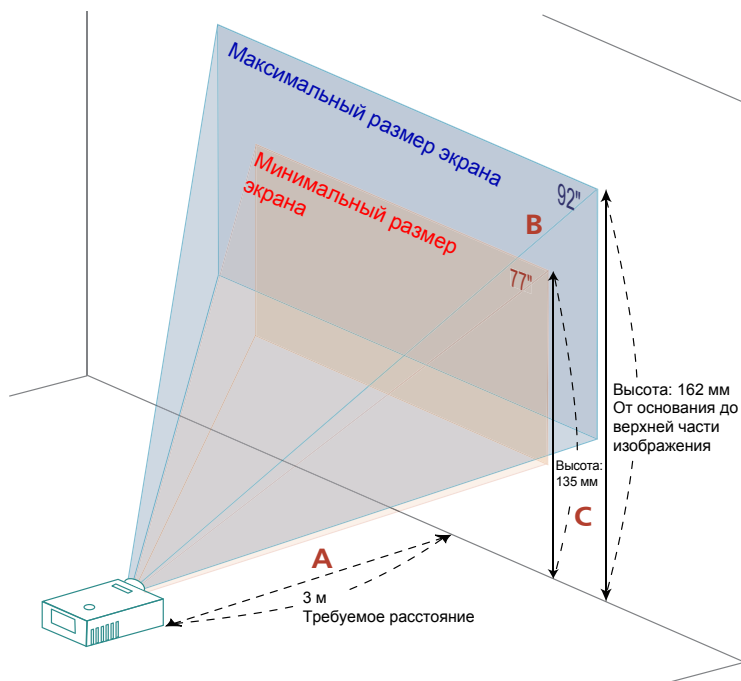 Максимальный размер экрана
92"
B
Минимальный размер
экрана
77"
Высота: 162 мм
От основания до
верхней части
изображения
Высота:
135 мм
C
A
3 м
Требуемое расстояние